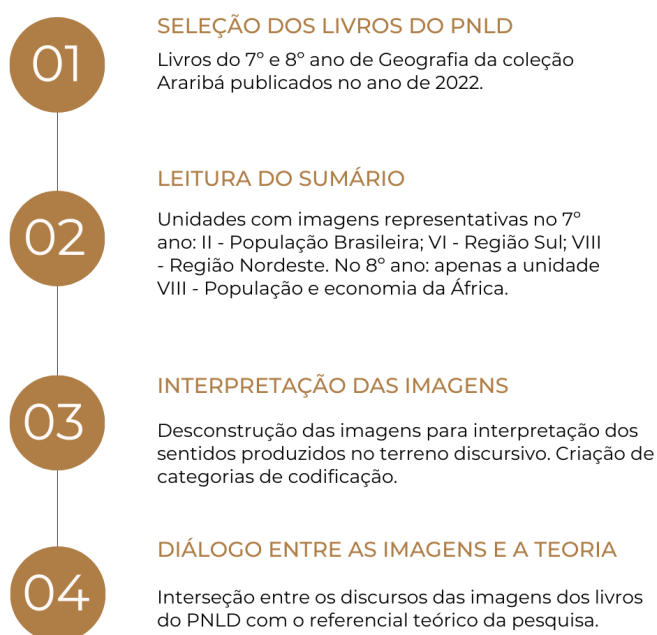 01
SELEÇÃO DOS LIVROS DO PNLD
Livros do 7º e 8º ano de Geografia da coleção
Araribá publicados no ano de 2022.
02
LEITURA DO SUMÁRIO
Unidades com imagens representativas no 7º
ano: II - População Brasileira; VI - Região Sul; VIII
- Região Nordeste. No 8º ano: apenas a unidade
VIII - População e economia da África.
03
INTERPRETAÇÃO DAS IMAGENS
Desconstrução das imagens para interpretação dos
sentidos produzidos no terreno discursivo. Criação de
categorias de codificação.
04
DIÁLOGO ENTRE AS IMAGENS E A TEORIA
Interseção entre os discursos das imagens dos livros
do PNLD com o referencial teórico da pesquisa.